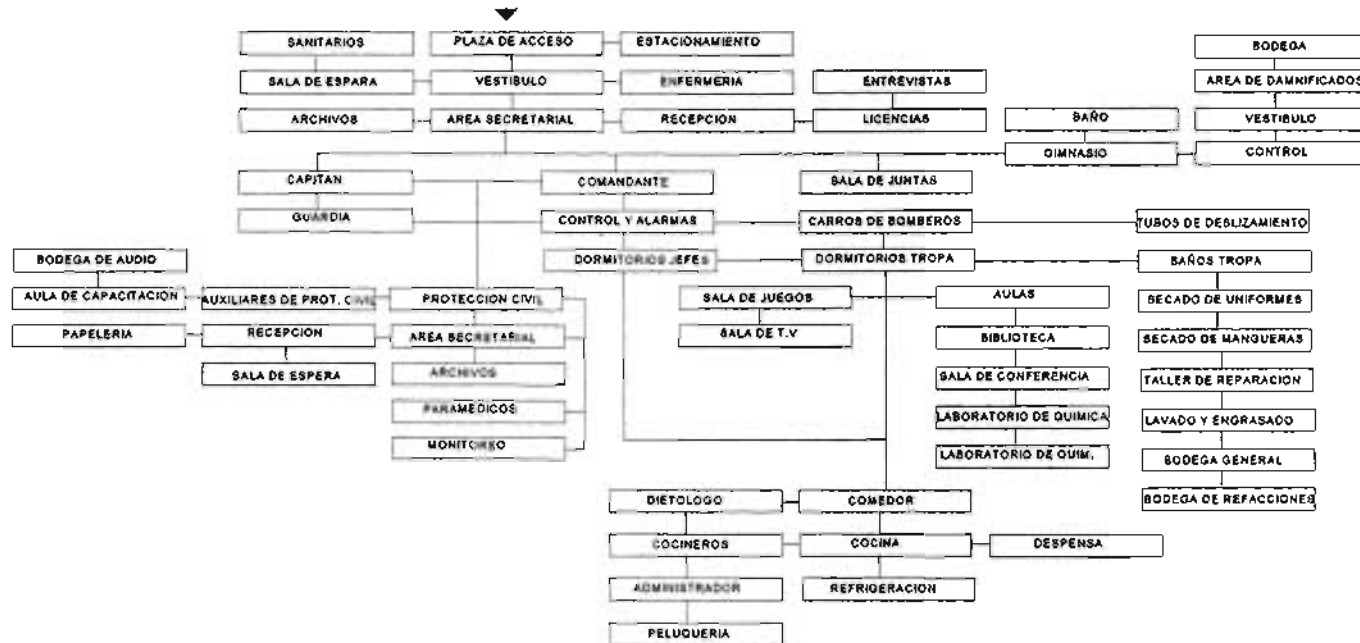 SANITARIOS
PLAZA DE ACCESO
ESTACIONAMIENTO
BODEGA
SALA DE ESPARA
VESTIBULO
ENFERMERIA
ENTREVISTAS
AREA DE DAMNIFICADOS
ARCHIVOS
AREA SECRETARIAL
RECEPCION
LICENCIAS
BAÑO
VESTIBULO
GIMNASIO
CONTROL
CAPITAN
COMANDANTE
SALA DE JUNTAS
GUARDIA
CONTROL Y ALARMAS
CARROS DE BOMBEROS
TUBOS DE DESLIZAMIENTO
BODEGA DE AUDIO
DORMITORIOS JEFES
DORMITORIOS TROPA
BAÑOS TROPA
AULA DE CAPACITACION
AUXILIARES DE PROT. CIVIL
PROTECCION CIVIL
SALA DE JUEGOS
AULAS
SECADO DE UNIFORMES
PAPELERIA
RECEPCION
AREA SECRETARIAL
SALA DE T.V
BIBLIOTECA
SECADO DE MANGUERAS
SALA DE ESPERA
ARCHIVOS
SALA DE CONFERENCIA
TALLER DE REPARACION
PARAMEDICOS
LABORATORIO DE QUIMICA
LAVADO Y ENGRASADO
MONITOREO
LABORATORIO DE QUIM.
BODEGA GENERAL
DIETOLOGO
COMEDOR
BODEGA DE REFACCIONES
COCINEROS
COCINA
DESPENSA
ADMINISTRADOR
REFRIGERACION
PELUQUERIA